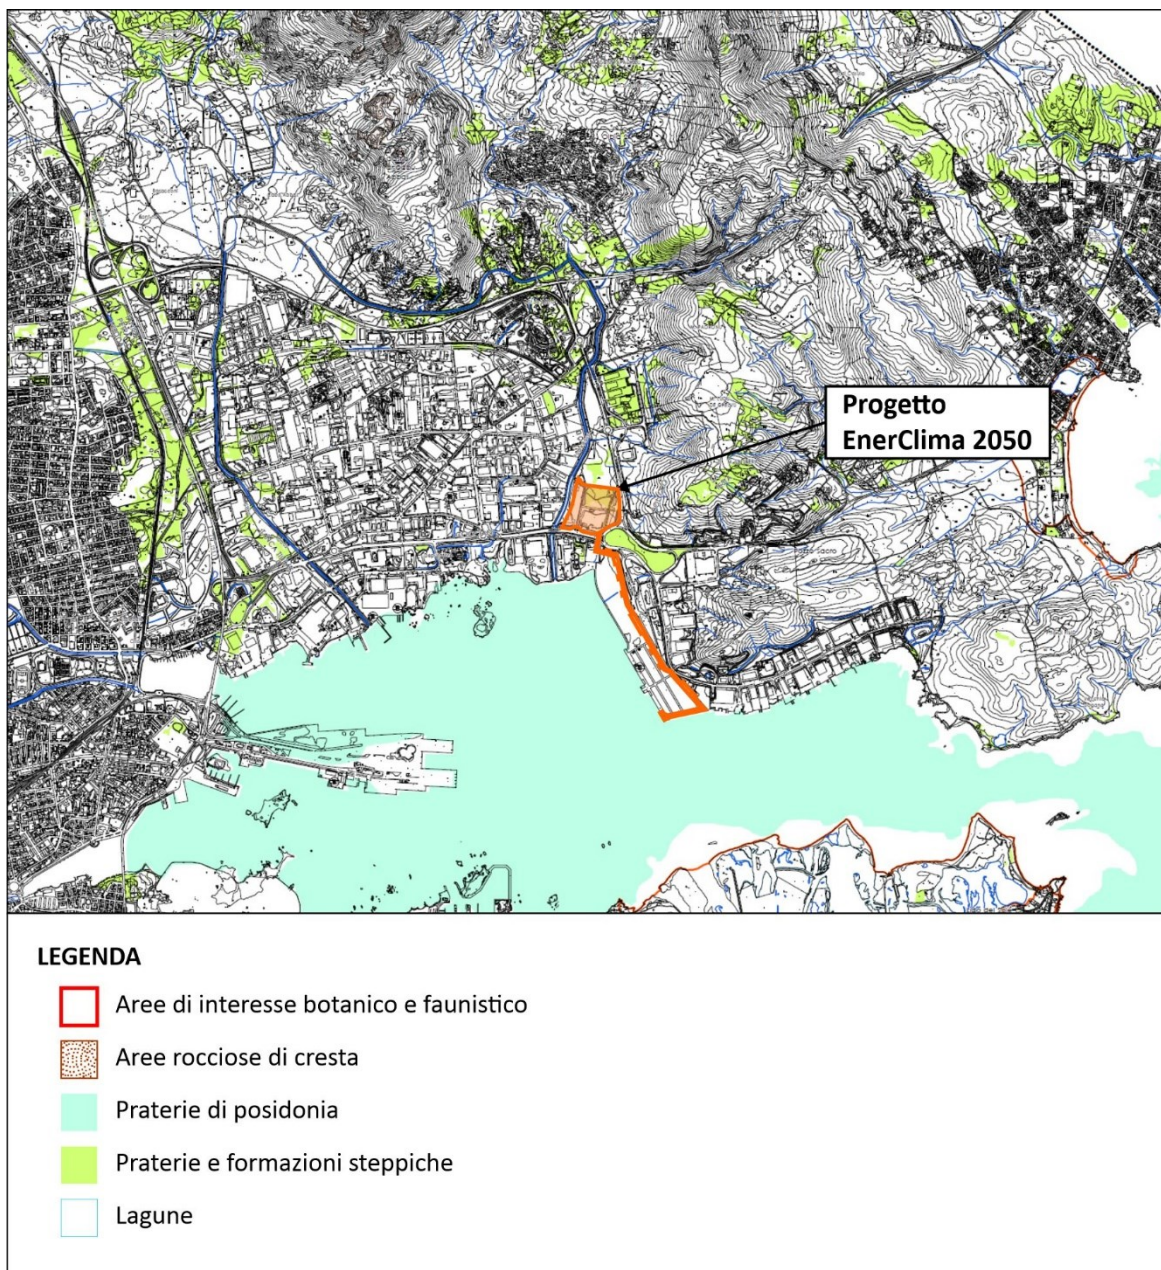 Progetto
EnerClima 2050
LEGENDA
Aree di interesse botanico e faunistico
Aree rocciose di cresta
Praterie di posidonia
Praterie e formazioni steppiche
Lagune